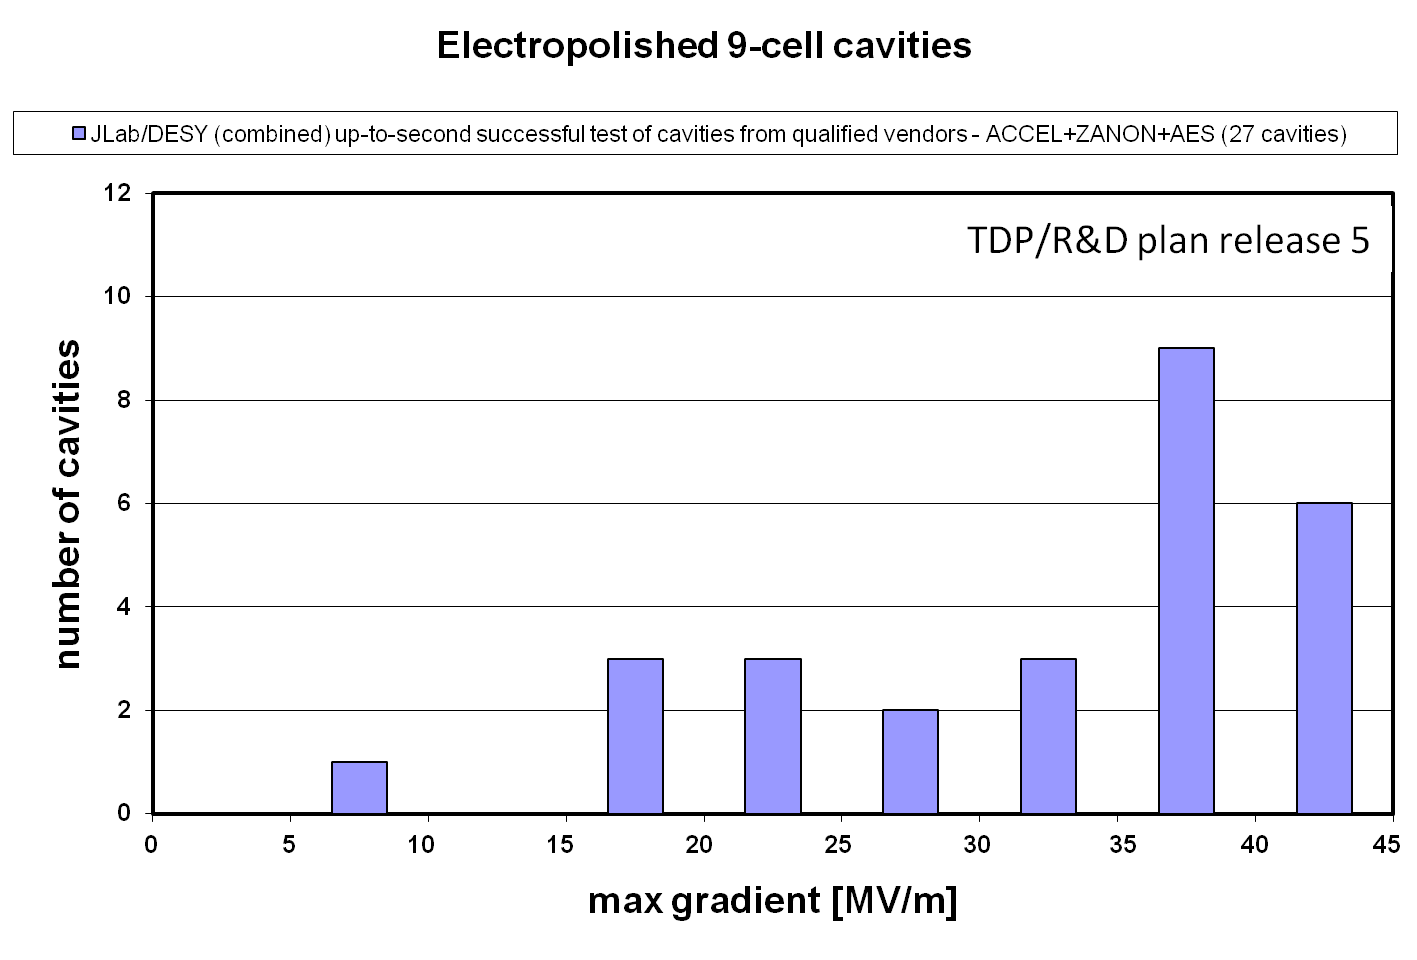 Electropolished 9-cell cavities
JLab/DESY (combined) up-to-second successful test of cavities from qualified vendors - ACCEL+ZANON+AES (27 cavities)
TDP/R&D plan release 5
number of cavities
12
10
8
6
4
2
0
0 5 10 15 20 25 30 35 40 45
max gradient [MV/m]